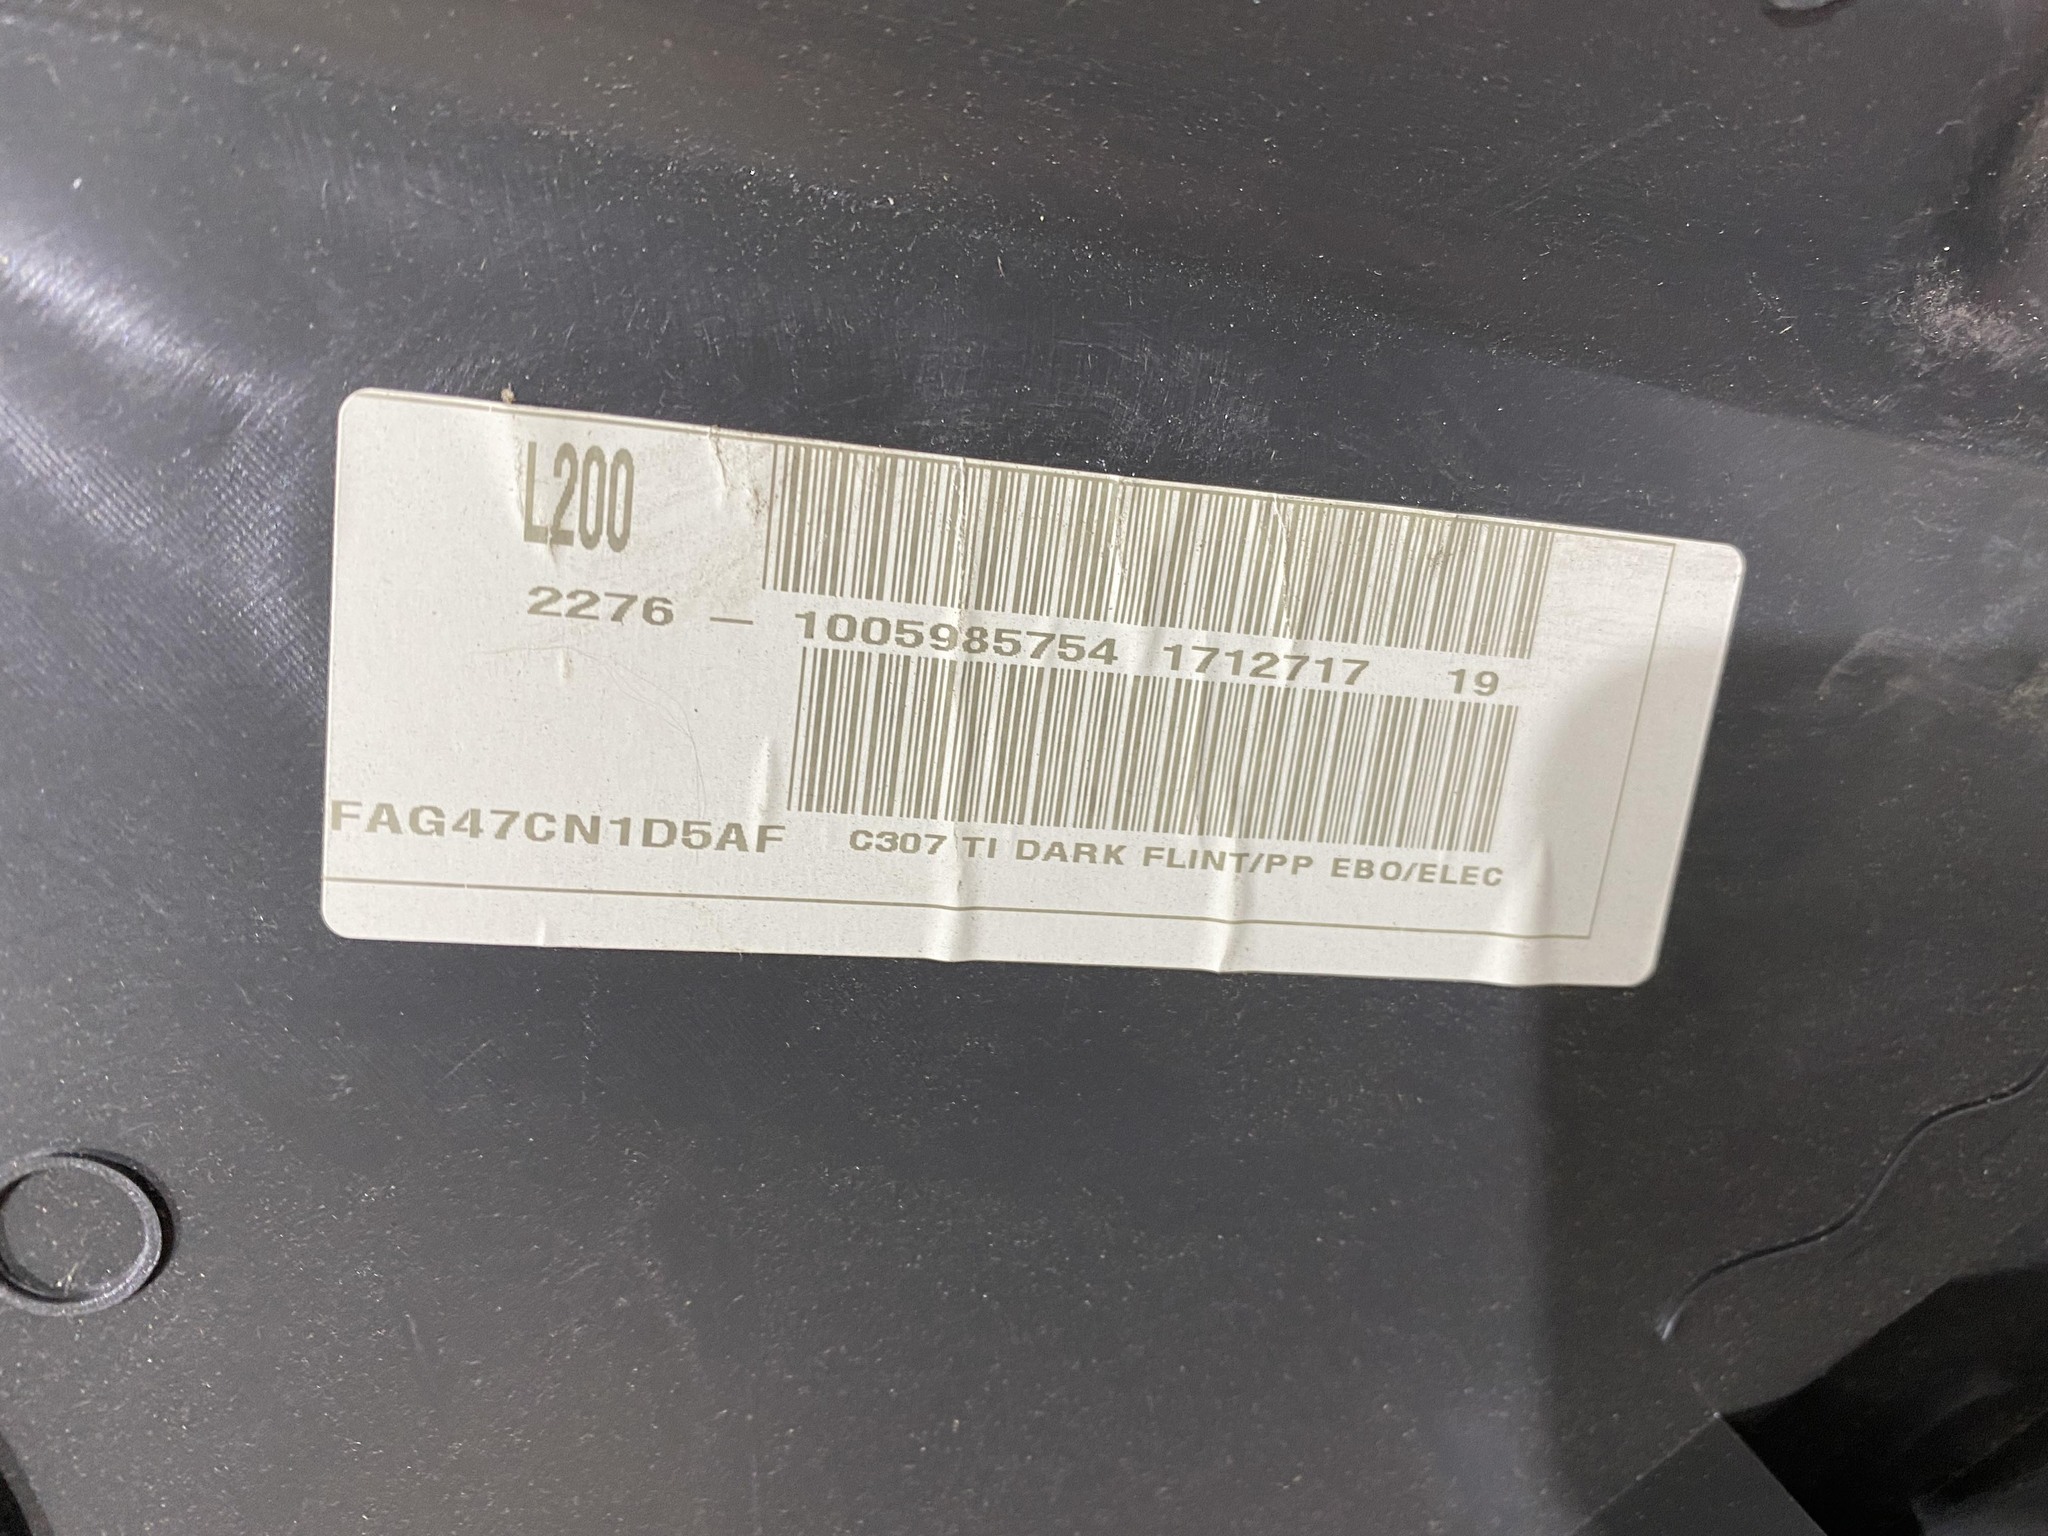 L200
2276 — 1005985754 1712717 19
FAG47CN1D5AF C307 TI DARK FLINT/PP EBO/ELEC